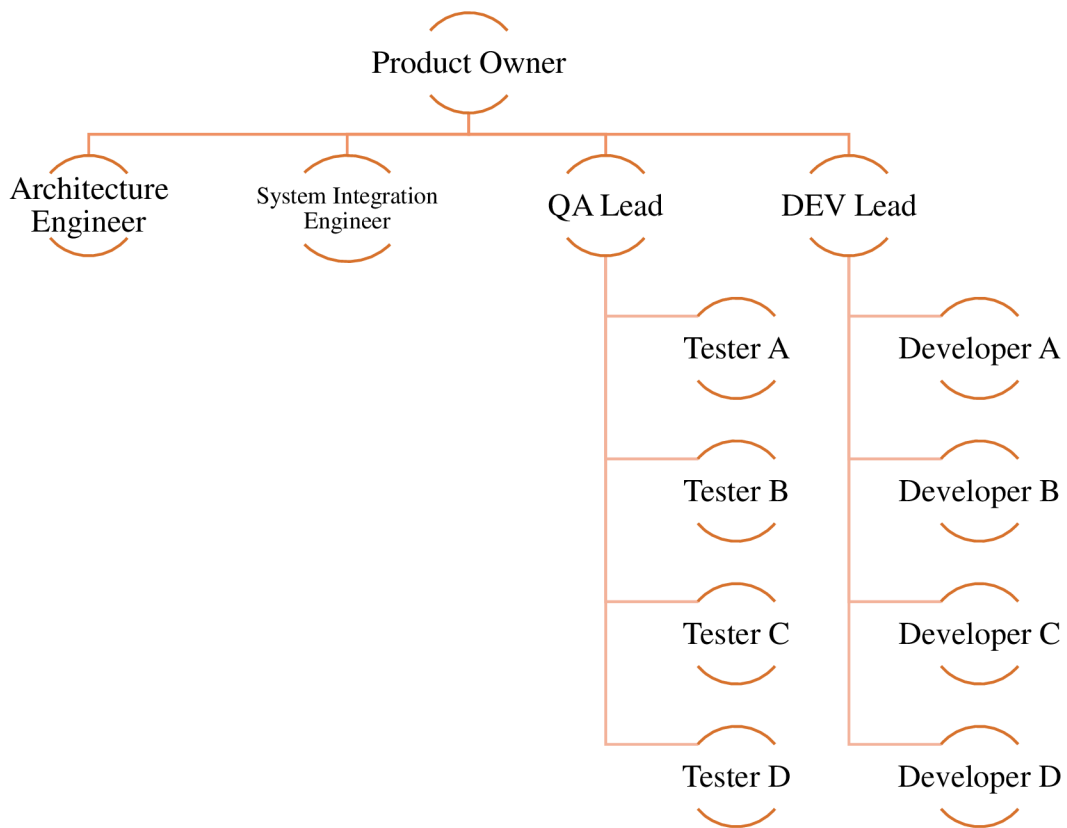 Product Owner
Architecture
Engineer
System Integration
Engineer
QA Lead
DEV Lead
Tester A
Developer A
Tester B
Developer B
Tester C
Developer C
Tester D
Developer D